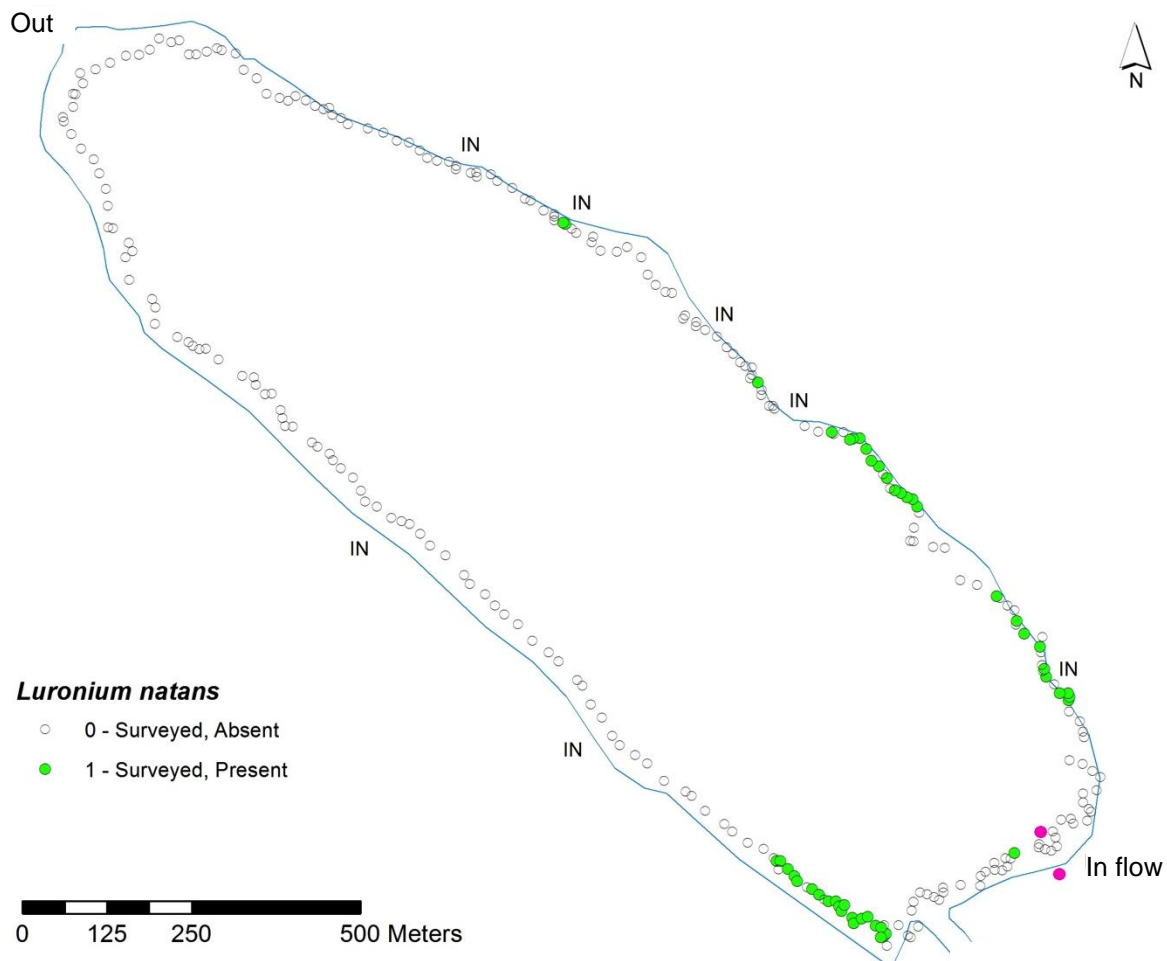 Out
N
IN
IN
IN
IN
IN
IN
IN
In flow
Luronium natans
0 - Surveyed, Absent
1 - Surveyed, Present
0 125 250 500 Meters